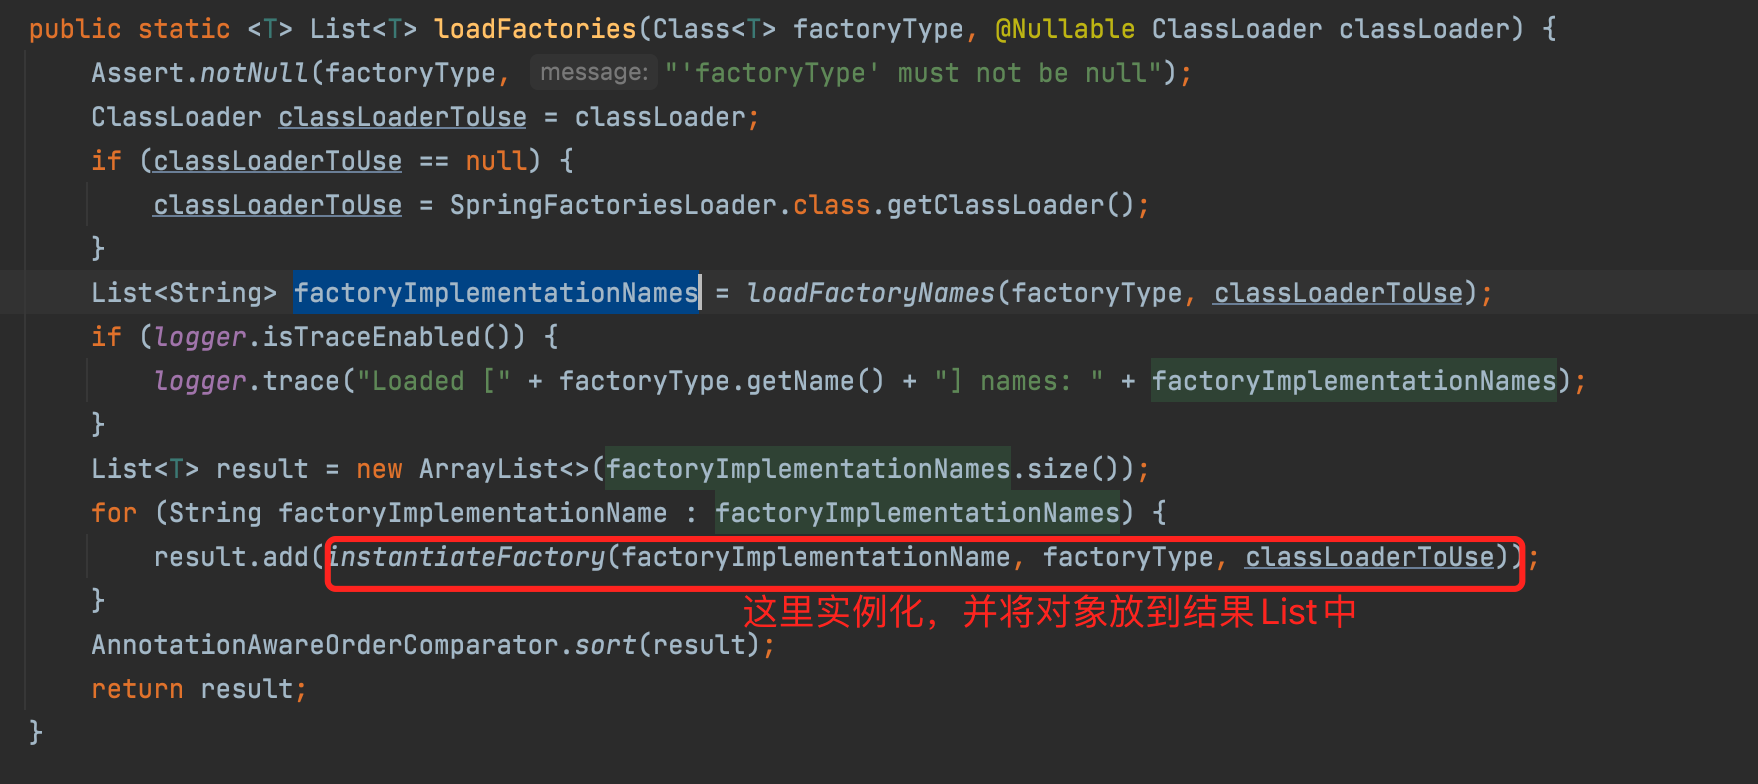 public static <T> List<T> loadFactories(Class<T> factoryType, @Nullable ClassLoader classLoader) {
Assert.notNull(factoryType, message: "'factoryType' must not be null");
ClassLoader classLoaderToUse = classLoader;
if (classLoaderToUse == null) {
classLoaderToUse = SpringFactoriesLoader.class.getClassLoader();
}
List<String> factoryImplementationNames = loadFactoryNames(factoryType, classLoaderToUse);
if (logger.isTraceEnabled()) {
logger.trace("Loaded [" + factoryType.getName() + "] names: " + factoryImplementationNames);
}
List<T> result = new ArrayList<>(factoryImplementationNames.size());
for (String factoryImplementationName : factoryImplementationNames) {
result.add(instantiateFactory(factoryImplementationName, factoryType, classLoaderToUse));
}
这里实例化，并将对象放到结果List中
AnnotationAwareOrderComparator.sort(result);
return result;
}